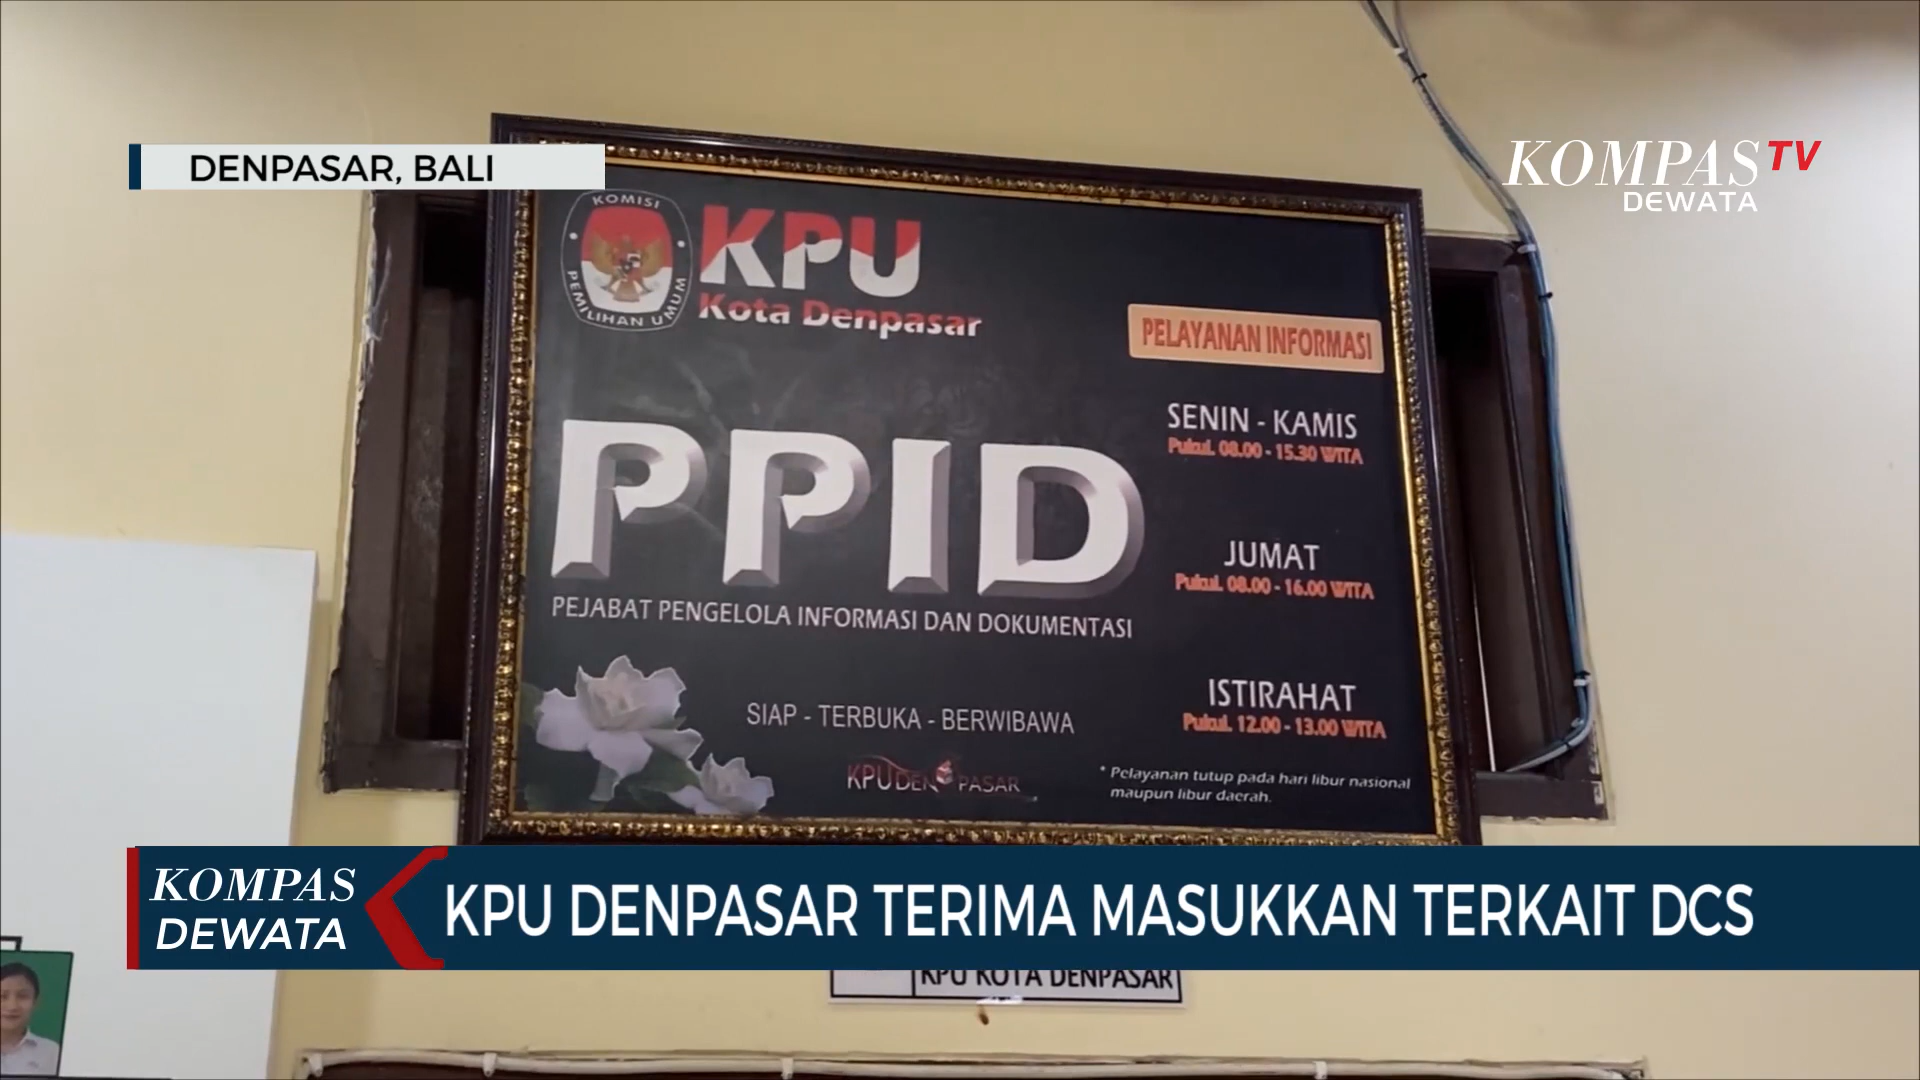 DENPASAR, BALI
KOMPAS TV
DEWATA
KOMISI
PEMILIHAN UMUM
KPU
Kota Denpasar
PELAYANAN INFORMASI
SENIN - KAMIS
Pukul. 08.00 - 15.30 WITA
PPID
JUMAT
Pukul. 08.00 - 16.00 WITA
PEJABAT PENGELOLA INFORMASI DAN DOKUMENTASI
ISTIRAHAT
Pukul. 12.00 - 13.00 WITA
SIAP - TERBUKA - BERWIBAWA
KPU DENPASAR
* Pelayanan tutup pada hari libur nasional
maupun libur daerah.
KOMPAS
DEWATA
KPU DENPASAR TERIMA MASUKKAN TERKAIT DCS
KPU KOTA DENPASAR